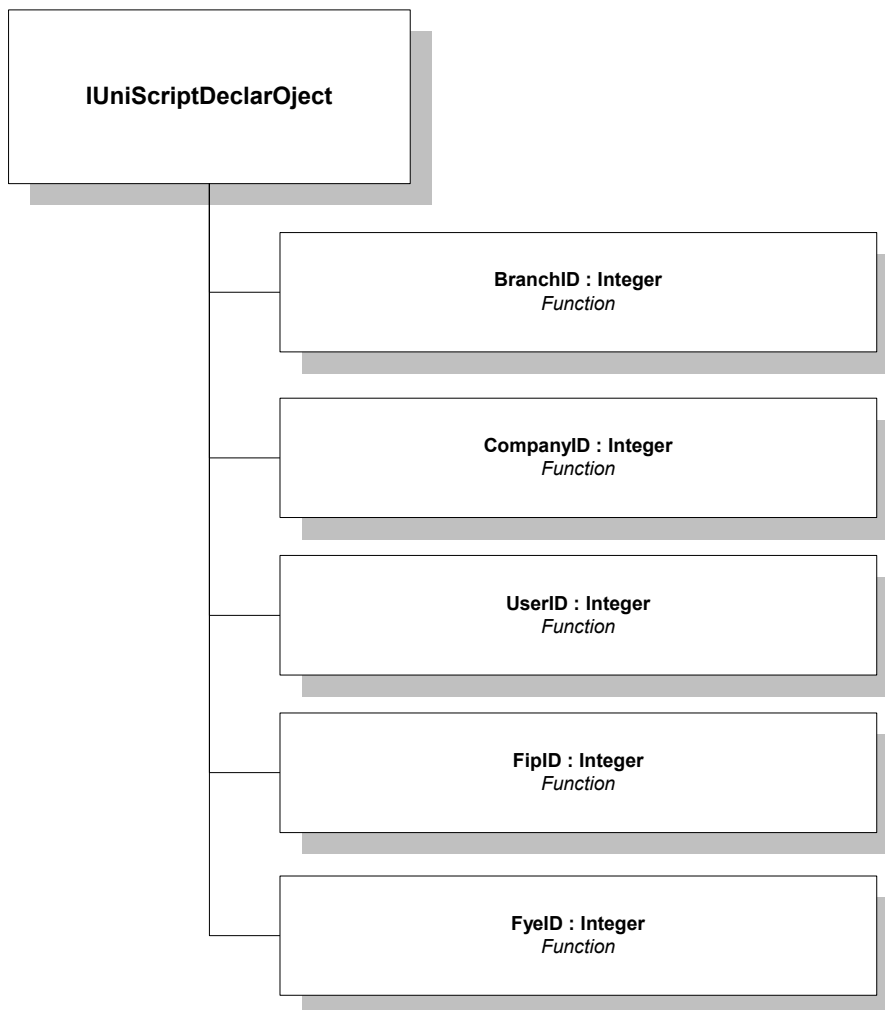 IUniScriptDeclarOject
BranchID : Integer
Function
CompanyID : Integer
Function
UserID : Integer
Function
FipID : Integer
Function
FyeID : Integer
Function